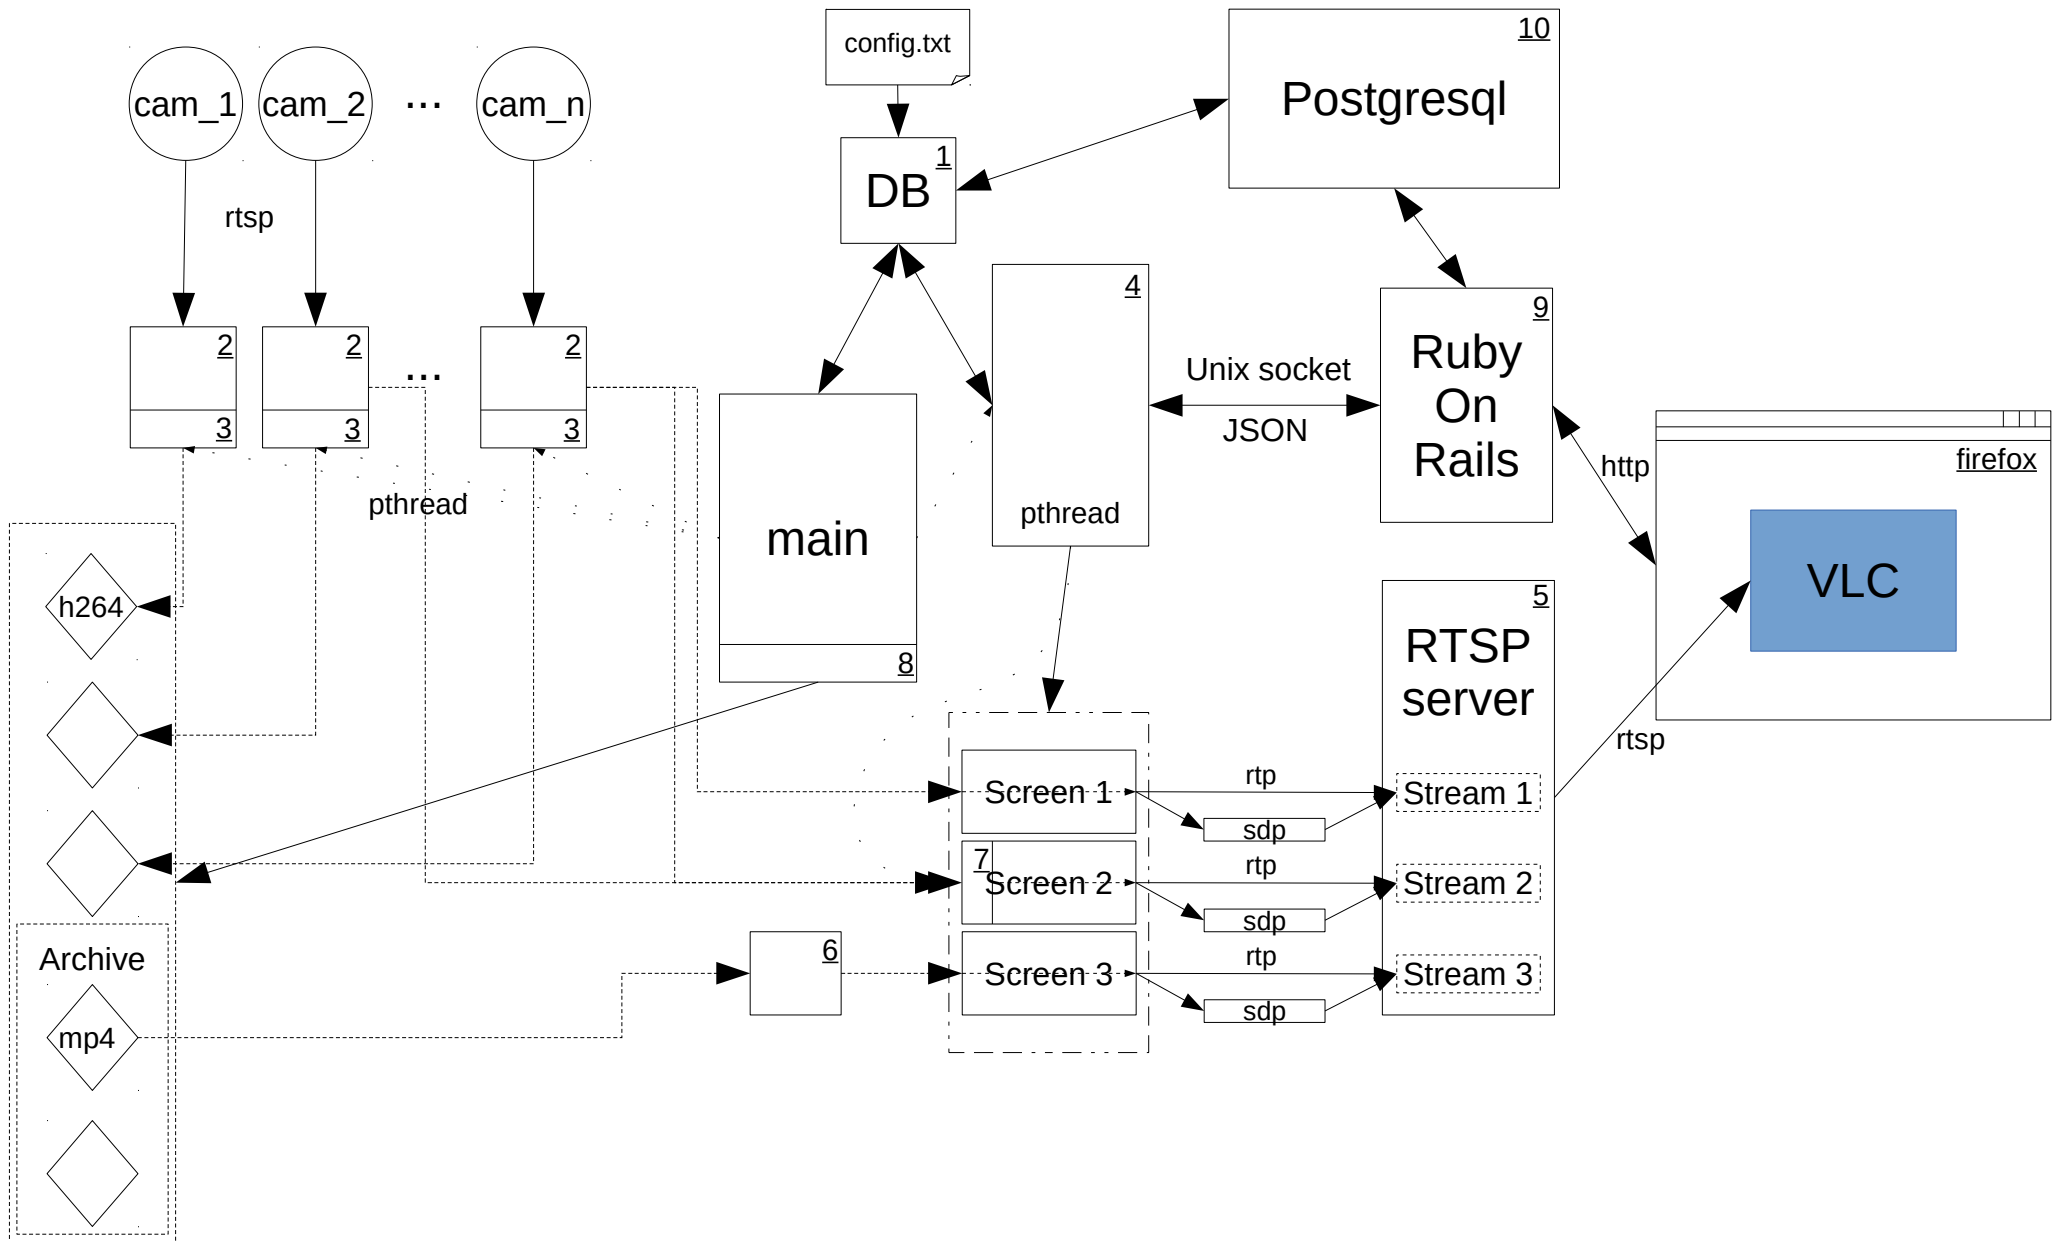 config.txt
10
Postgresql
cam_1
cam_2
...
cam_n
1
DB
rtsp
4
9
Ruby
On
Rails
2
2
...
2
3
3
3
Unix socket
JSON
http
firefox
pthread
pthread
main
VLC
h264
5
RTSP
server
8
rtsp
Screen 1
rtp
Stream 1
sdp
7
Screen 2
rtp
Stream 2
sdp
Archive
6
Screen 3
rtp
Stream 3
sdp
mp4